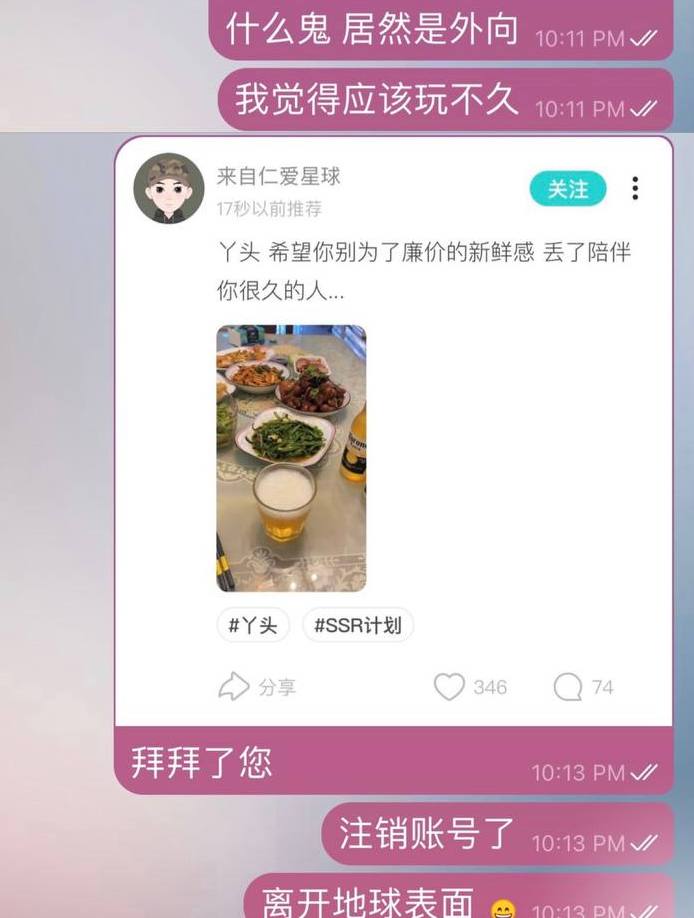 什么鬼 居然是外向 10:11 PM
我觉得应该玩不久 10:11 PM
来自仁爱星球
关注
17秒以前推荐
丫头 希望你别为了廉价的新鲜感 丢了陪伴
你很久的人...
#丫头 #SSR计划
分享 346 74
拜拜了您 10:13 PM
注销账号了 10:13 PM
离开地球表面 😄 10:13 PM